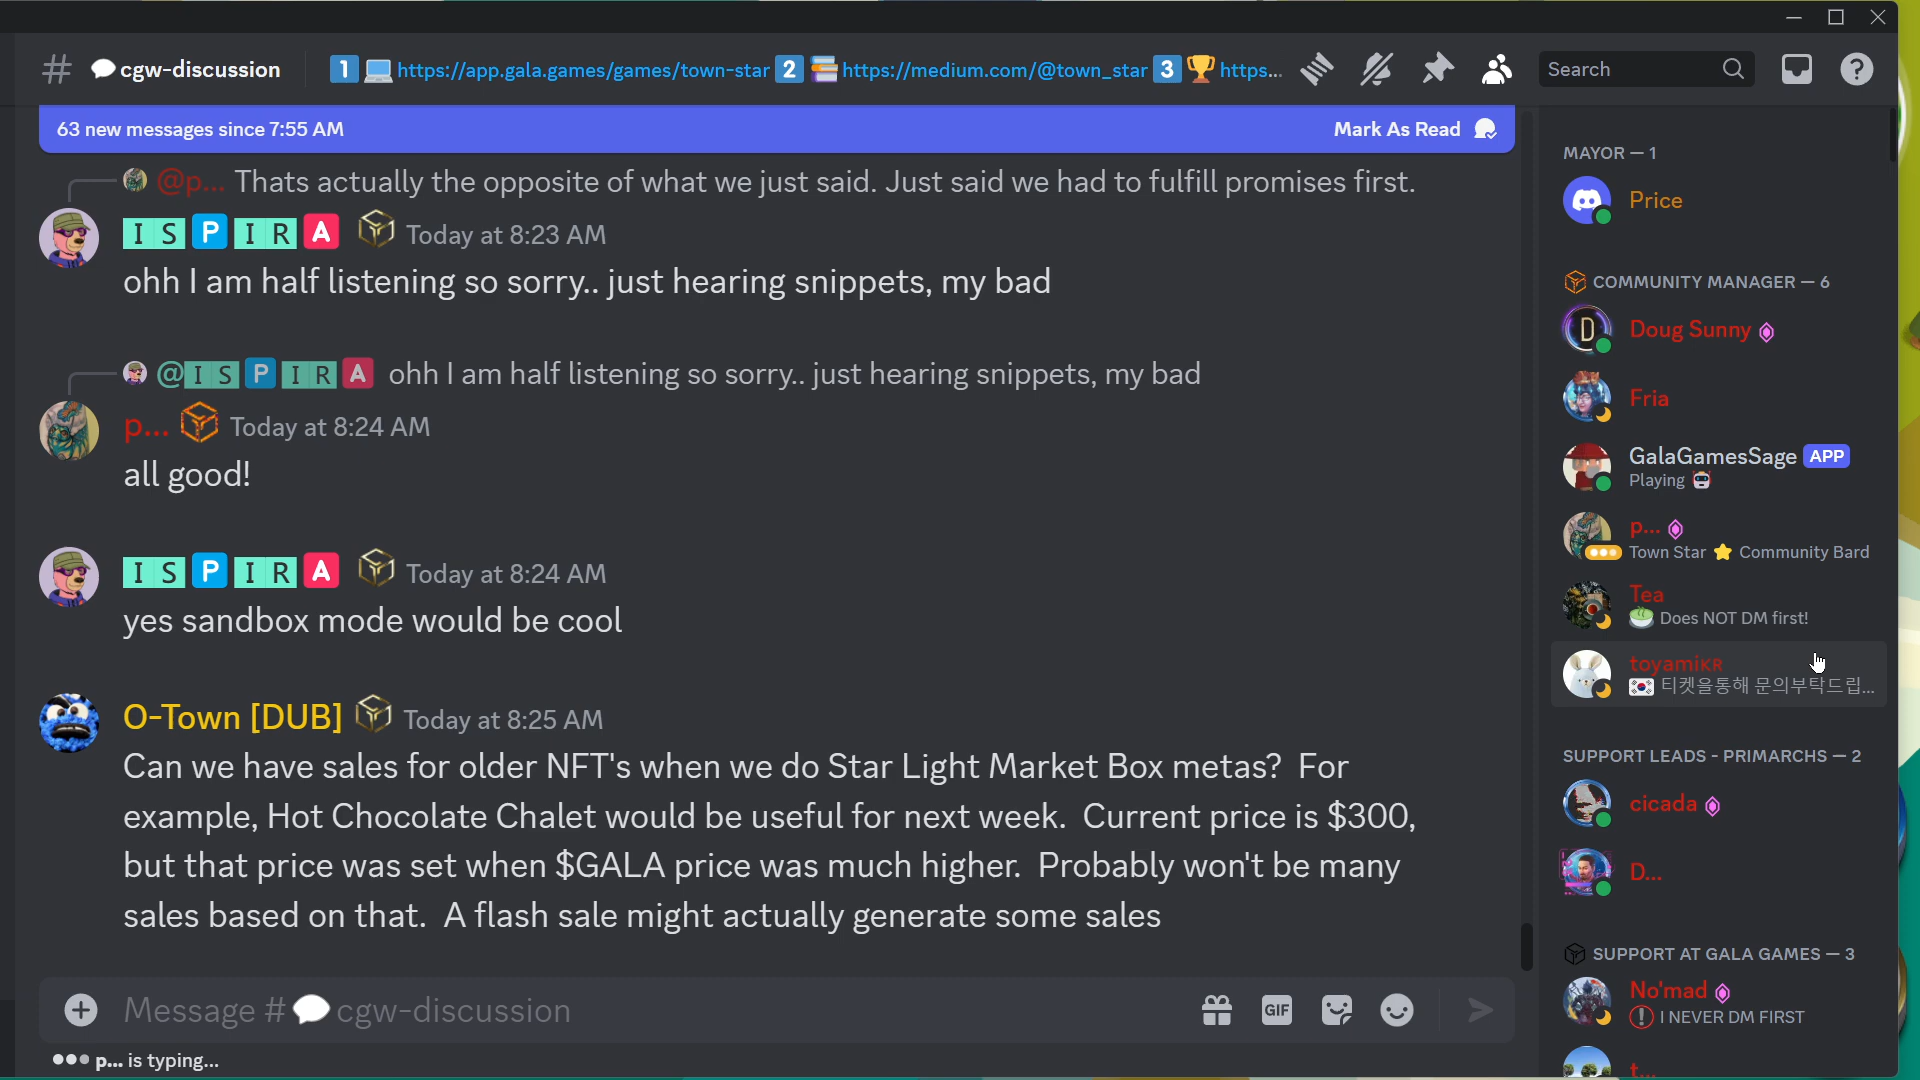 # 💬 cgw-discussion
1 💻 https://app.gala.games/games/town-star 2 📚 https://medium.com/@town_star 3 🏆 https...
Search
63 new messages since 7:55 AM
Mark As Read
@p... Thats actually the opposite of what we just said. Just said we had to fulfill promises first.
I S P I R A Today at 8:23 AM
ohh I am half listening so sorry.. just hearing snippets, my bad
@I S P I R A ohh I am half listening so sorry.. just hearing snippets, my bad
p... Today at 8:24 AM
all good!
I S P I R A Today at 8:24 AM
yes sandbox mode would be cool
O-Town [DUB] Today at 8:25 AM
Can we have sales for older NFT's when we do Star Light Market Box metas? For
example, Hot Chocolate Chalet would be useful for next week. Current price is $300,
but that price was set when $GALA price was much higher. Probably won't be many
sales based on that. A flash sale might actually generate some sales
Message # 💬 cgw-discussion
GIF
p... is typing...
MAYOR — 1
Price
COMMUNITY MANAGER — 6
D
Doug Sunny
Fria
GalaGamesSage APP
Playing 🤖
p...
Town Star ⭐ Community Bard
Tea
🍵 Does NOT DM first!
toyamiKR
🇰🇷 티켓을통해 문의부탁드립...
SUPPORT LEADS - PRIMARCHS — 2
cicada
D...
SUPPORT AT GALA GAMES — 3
No'mad
I NEVER DM FIRST
t...